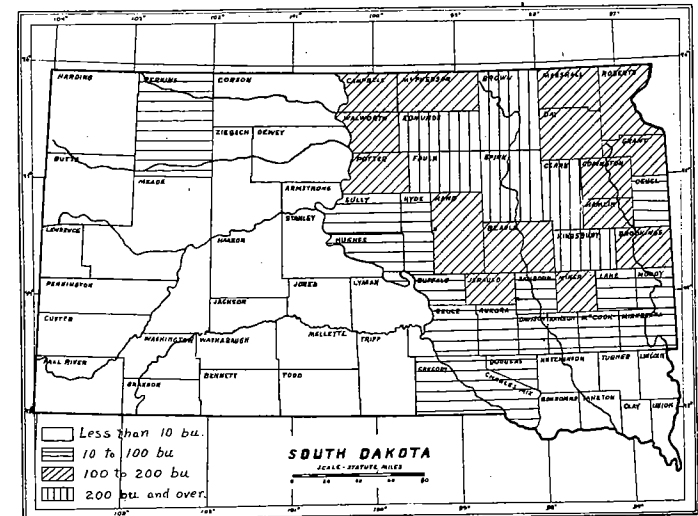 104° 103° 102° 101° 100° 99° 98° 97°
HARDING PERKINS CORSON CAMPBELL McPHERSON BROWN MARSHALL ROBERTS
WALWORTH EDMUNDS DAY
ZIEBACH DEWEY GRANT
BUTTE POTTER FAULK SPINK CLARK CODINGTON
MEADE DEUEL
ARMSTRONG SULLY HYDE HAND HAMLIN
STANLEY
LAWRENCE HUGHES BEADLE KINGSBURY BROOKINGS
HAAKON
PENNINGTON JONES LYMAN BUFFALO JERAULD SANBORN MINER LAKE MOODY
JACKSON
CUSTER BRULE AURORA DAVISON HANSON McCOOK MINNEHAHA
WASHINGTON WASHABAUGH MELLETTE TRIPP
FALL RIVER GREGORY DOUGLAS HUTCHINSON TURNER LINCOLN
SHANNON BENNETT TODD CHARLES MIX
BON HOMME YANKTON CLAY UNION
Less than 10 bu.
10 to 100 bu
100 to 200 bu
200 bu and over.
SOUTH DAKOTA
SCALE - STATUTE MILES